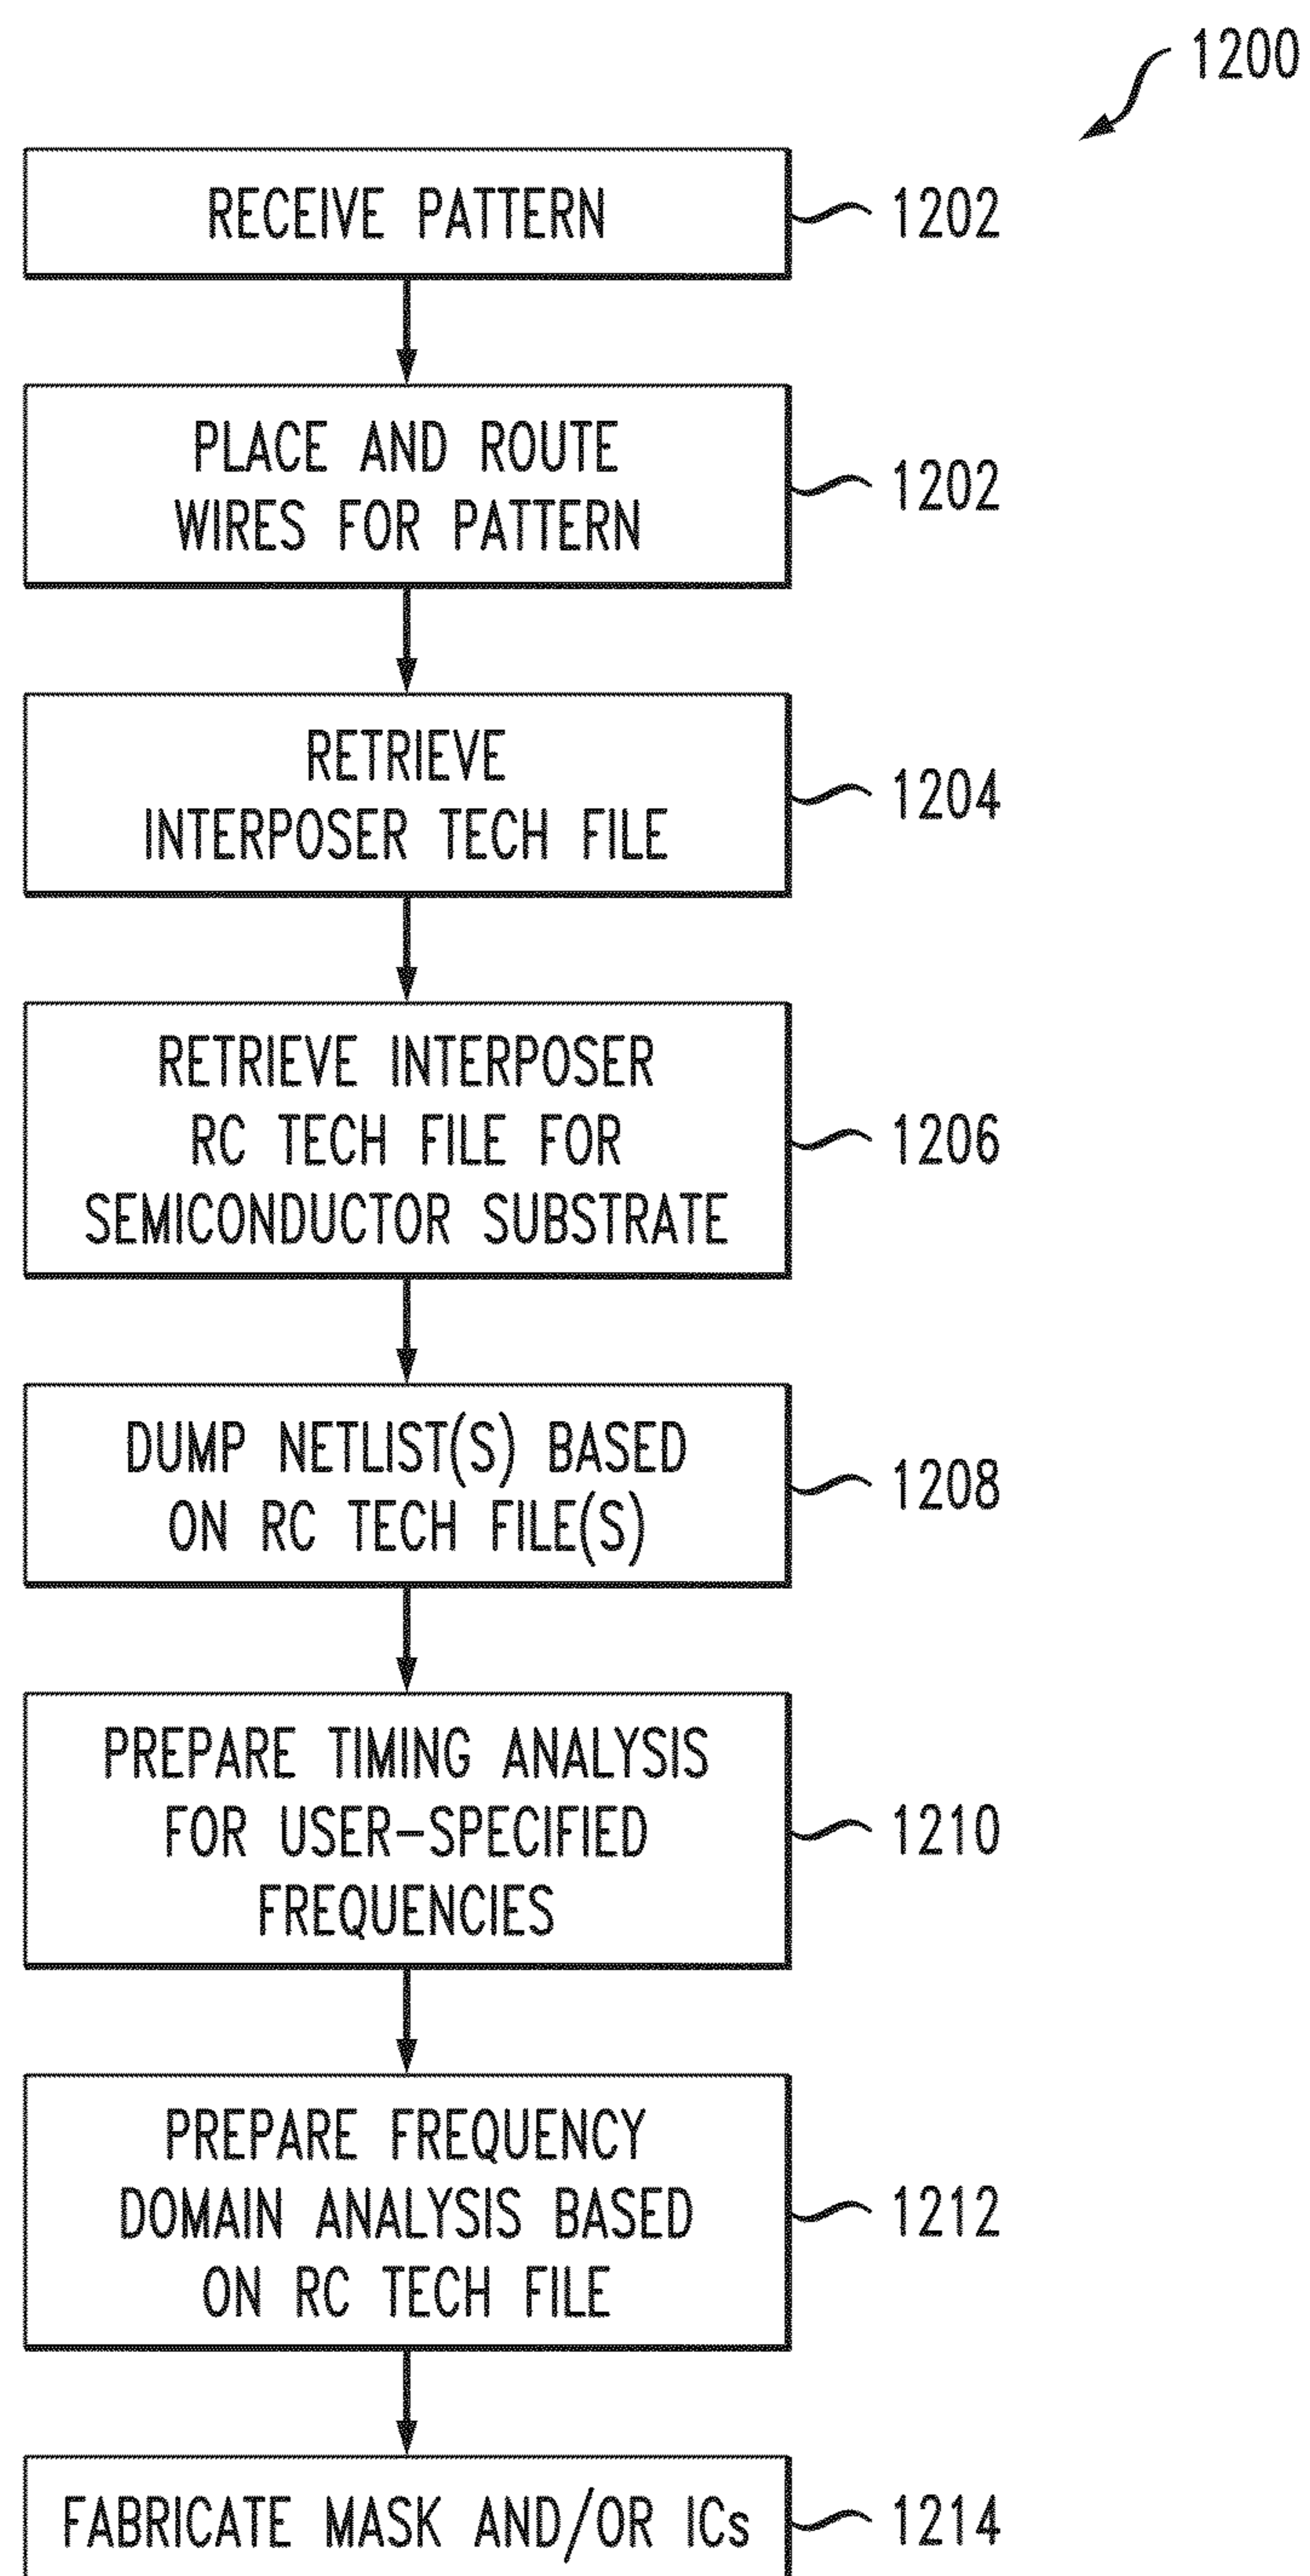 1200
RECEIVE PATTERN
1202
PLACE AND ROUTE
WIRES FOR PATTERN
1202
RETRIEVE
INTERPOSER TECH FILE
1204
RETRIEVE INTERPOSER
RC TECH FILE FOR
SEMICONDUCTOR SUBSTRATE
1206
DUMP NETLIST(S) BASED
ON RC TECH FILE(S)
1208
PREPARE TIMING ANALYSIS
FOR USER-SPECIFIED
FREQUENCIES
1210
PREPARE FREQUENCY
DOMAIN ANALYSIS BASED
ON RC TECH FILE
1212
FABRICATE MASK AND/OR ICs
1214